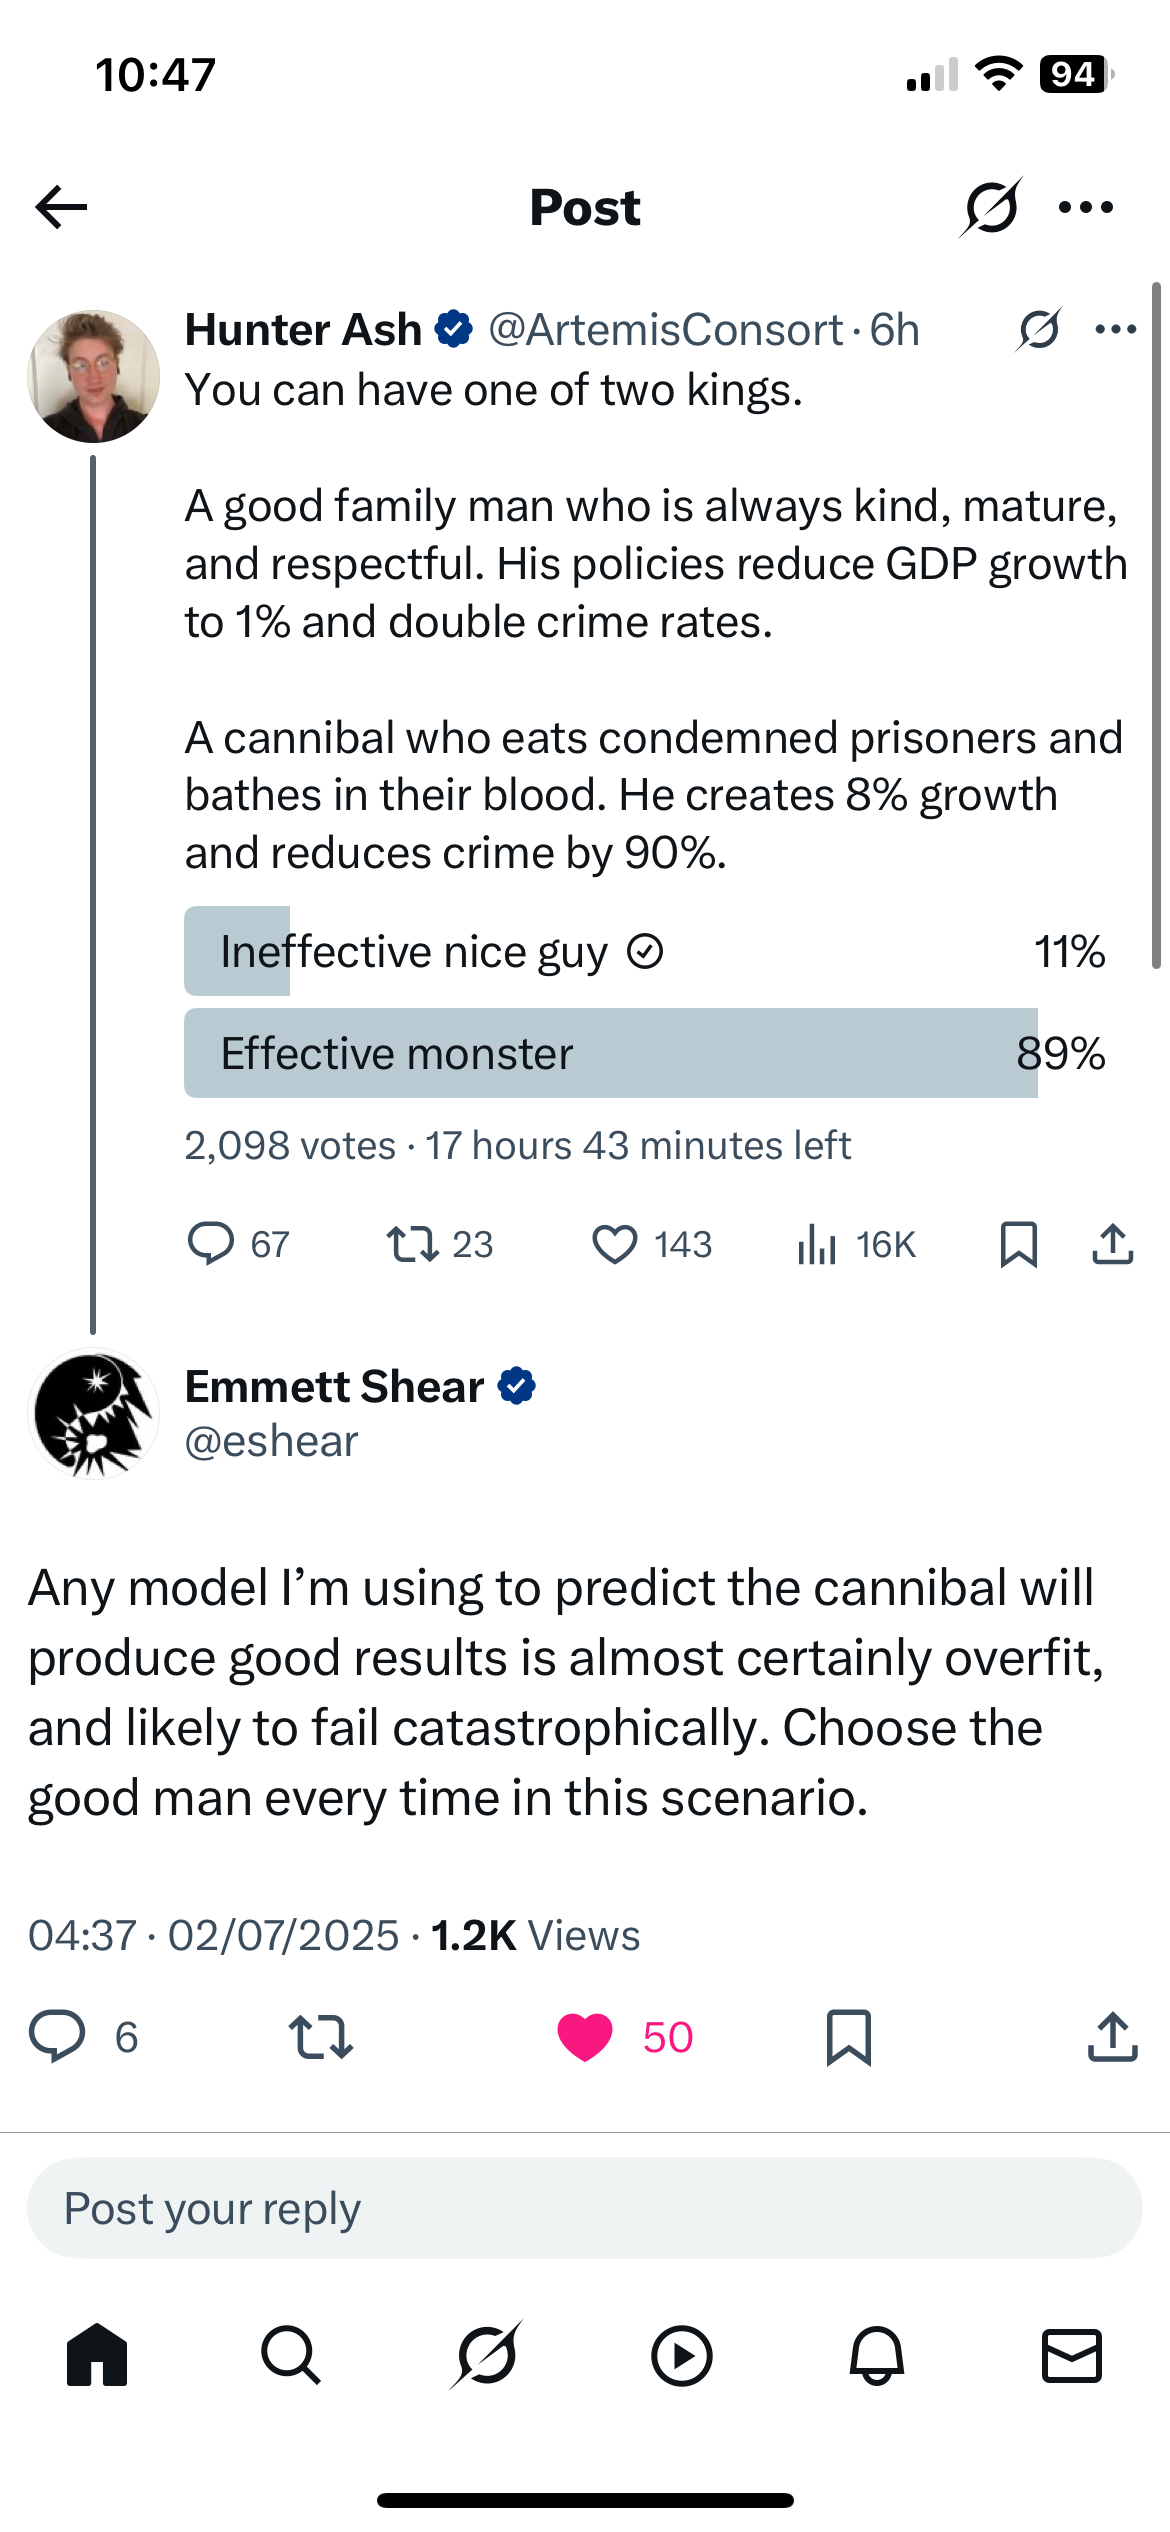 10:47
94
Post
Hunter Ash @ArtemisConsort · 6h
You can have one of two kings.
A good family man who is always kind, mature,
and respectful. His policies reduce GDP growth
to 1% and double crime rates.
A cannibal who eats condemned prisoners and
bathes in their blood. He creates 8% growth
and reduces crime by 90%.
Ineffective nice guy 11%
Effective monster 89%
2,098 votes · 17 hours 43 minutes left
67 23 143 16K
Emmett Shear
@eshear
Any model I’m using to predict the cannibal will
produce good results is almost certainly overfit,
and likely to fail catastrophically. Choose the
good man every time in this scenario.
04:37 · 02/07/2025 · 1.2K Views
6 50
Post your reply